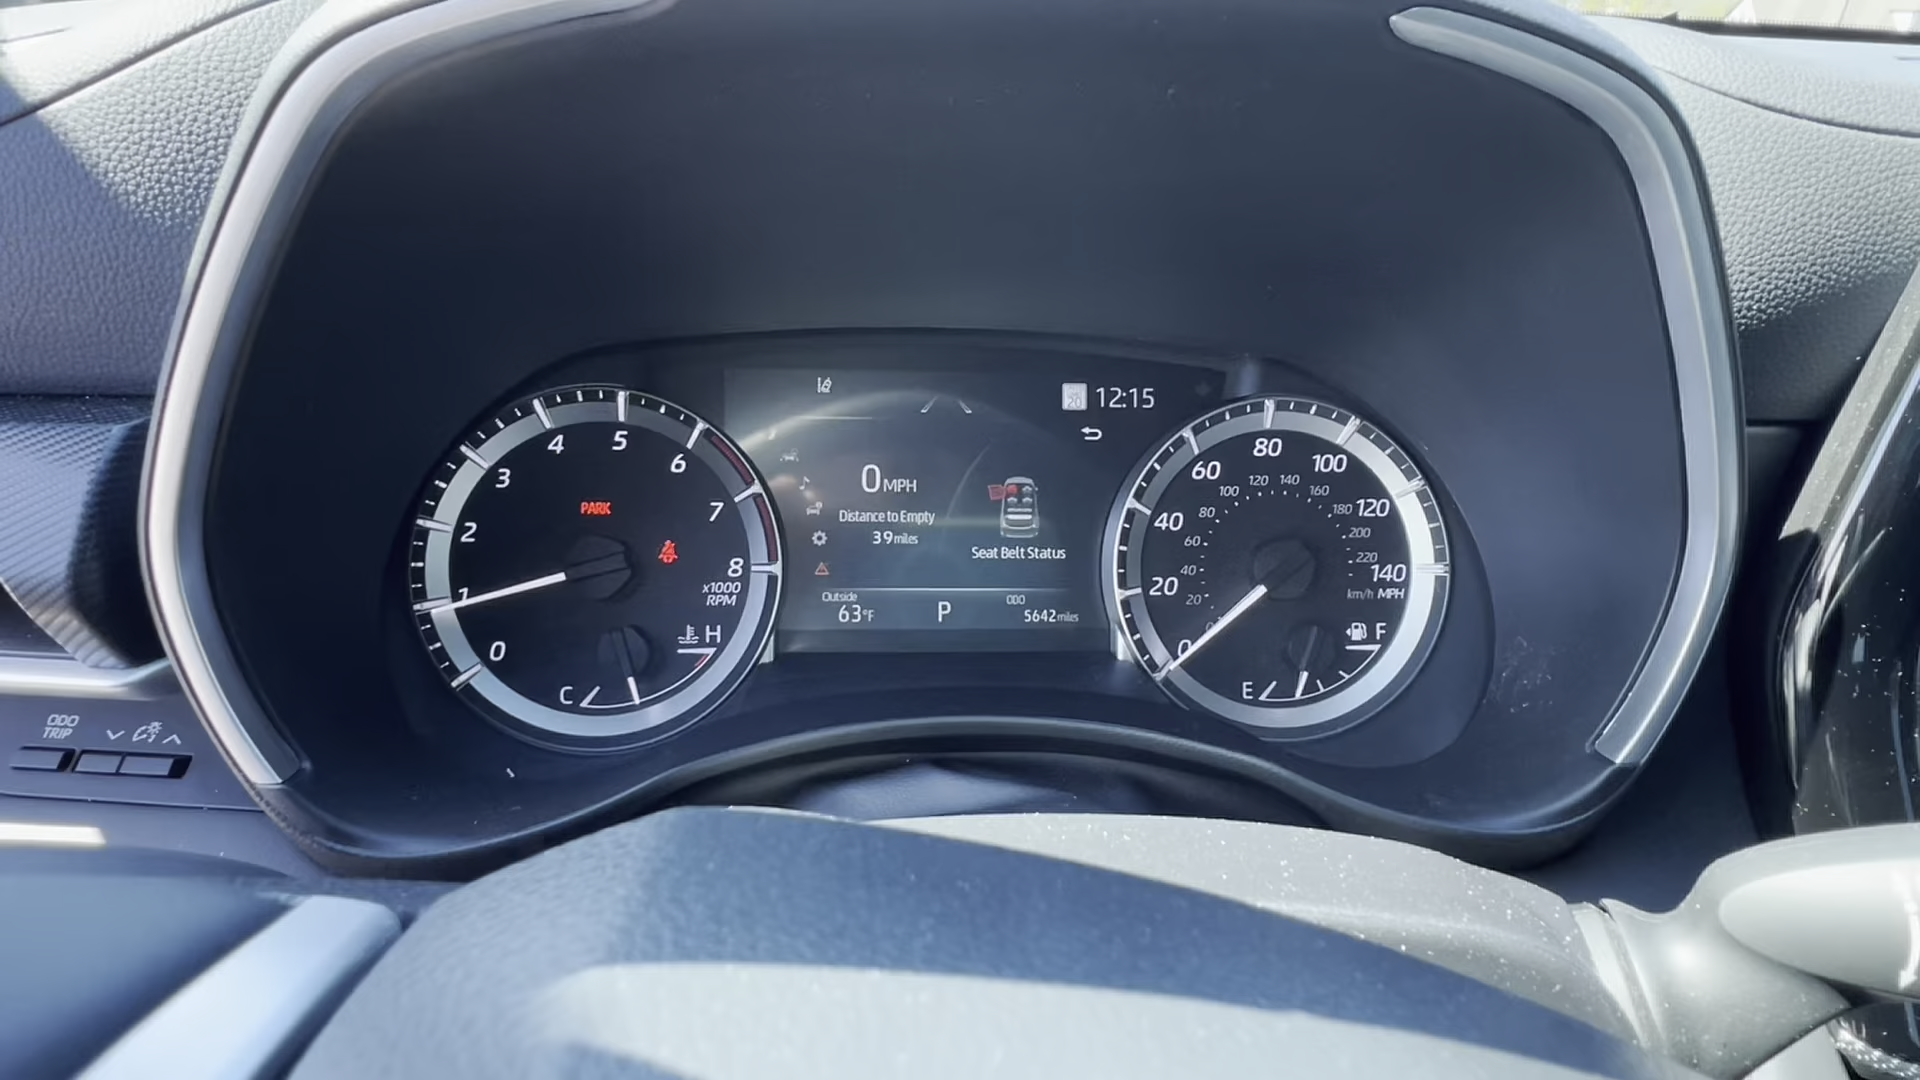 12:15
20
0 MPH
Distance to Empty
39 miles
Seat Belt Status
Outside
63°F
P
ODO
5642 miles
PARK
0
1
2
3
4
5
6
7
8
x1000
RPM
C
H
0
20
40
60
80
100
120
140
0
20
40
60
80
100
120
140
160
180
200
220
km/h MPH
E
F
ODO
TRIP